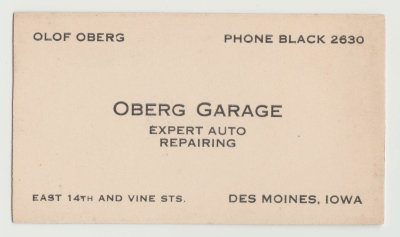 OLOF OBERG PHONE BLACK 2630
OBERG GARAGE
EXPERT AUTO
REPAIRING
EAST 14TH AND VINE STS. DES MOINES, IOWA